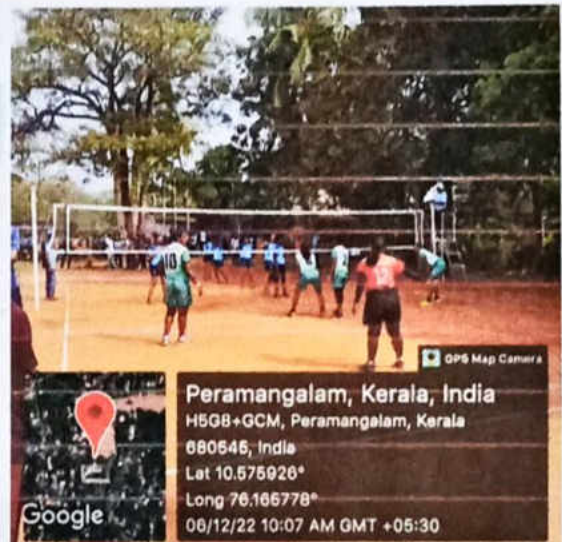 10
GPS Map Camera
Google
Peramangalam, Kerala, India
H5G8+GCM, Peramangalam, Kerala
680545, India
Lat 10.575926°
Long 76.165778°
06/12/22 10:07 AM GMT +05:30